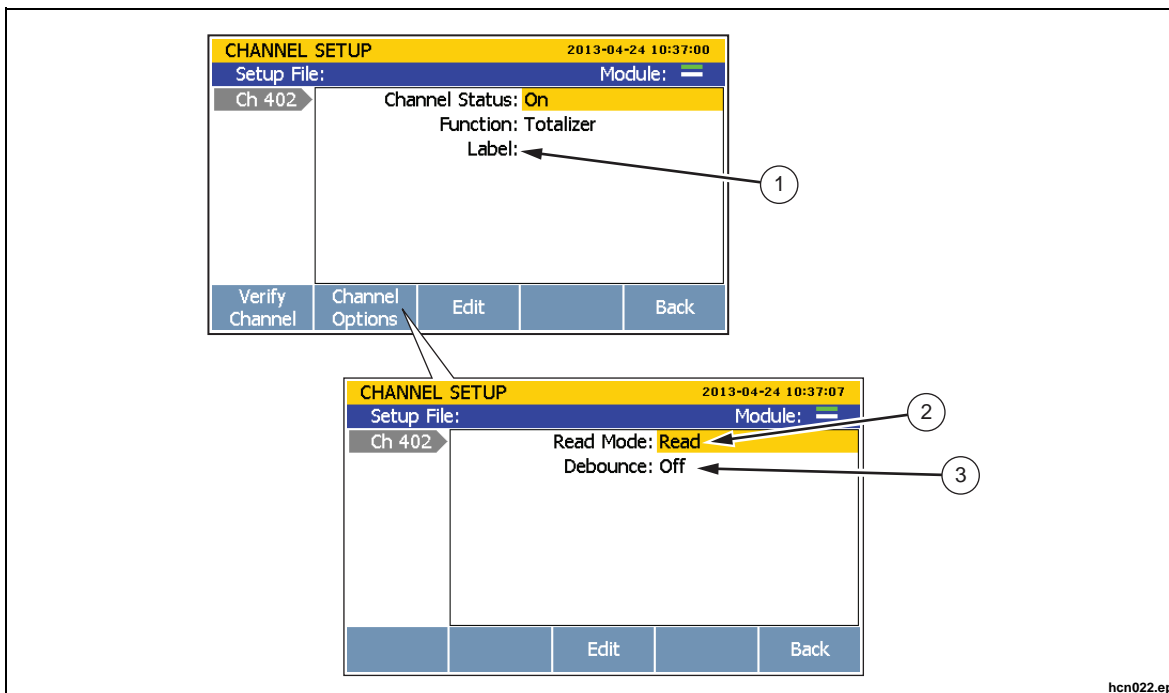 CHANNEL SETUP 2013-04-24 10:37:00
Setup File: Module:
Ch 402 Channel Status: On
Function: Totalizer
Label:
1
Verify Channel Channel Options Edit Back
CHANNEL SETUP 2013-04-24 10:37:07
Setup File: Module:
Ch 402 Read Mode: Read
2
Debounce: Off
3
Edit Back